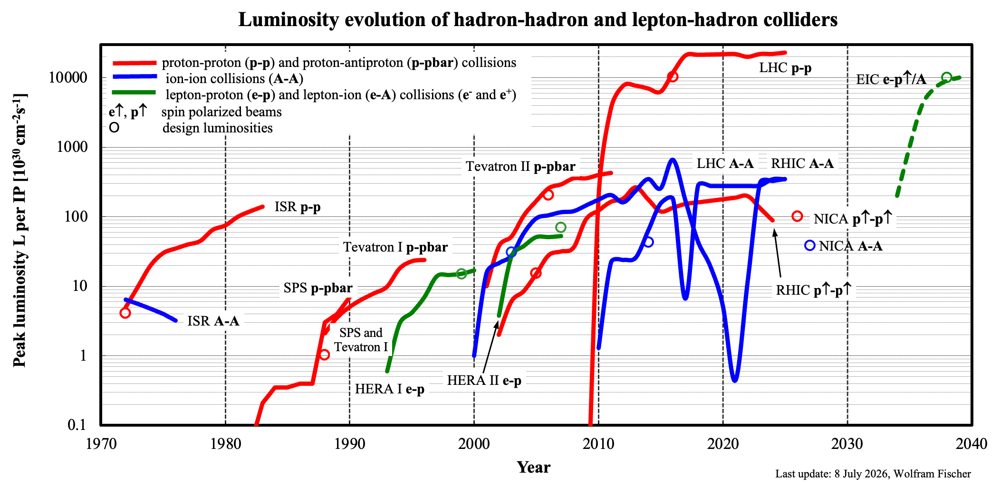 Luminosity evolution of hadron-hadron and lepton-hadron colliders
Peak luminosity L per IP [10³⁰ cm⁻²s⁻¹]
proton-proton (p-p) and proton-antiproton (p-pbar) collisions
ion-ion collisions (A-A)
lepton-proton (e-p) and lepton-ion (e-A) collisions (e⁻ and e⁺)
e↑, p↑ spin polarized beams
design luminosities
10000
1000
100
10
1
0.1
LHC p-p
EIC e-p↑/A
Tevatron II p-pbar
LHC A-A
RHIC A-A
ISR p-p
NICA p↑-p↑
Tevatron I p-pbar
NICA A-A
SPS p-pbar
RHIC p↑-p↑
ISR A-A
SPS and
Tevatron I
HERA II e-p
HERA I e-p
1970
1980
1990
2000
2010
2020
2030
2040
Year
Last update: 8 July 2026, Wolfram Fischer